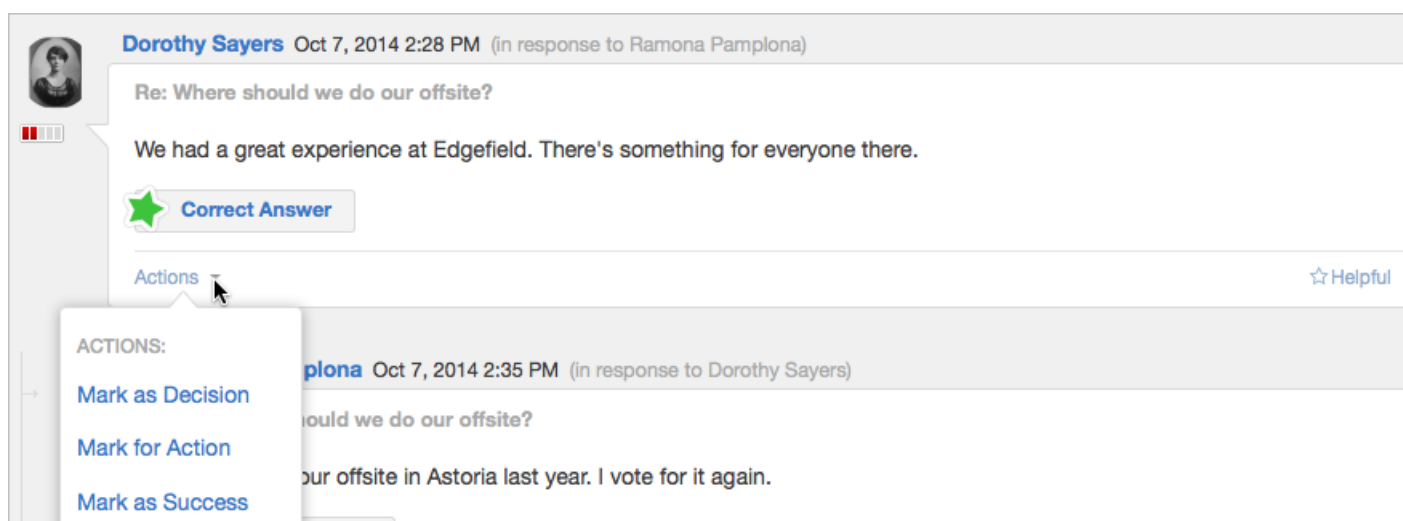 Dorothy Sayers Oct 7, 2014 2:28 PM (in response to Ramona Pamplona)
Re: Where should we do our offsite?
We had a great experience at Edgefield. There's something for everyone there.
Correct Answer
Actions
Helpful
ACTIONS:
plona Oct 7, 2014 2:35 PM (in response to Dorothy Sayers)
Mark as Decision
ould we do our offsite?
Mark for Action
our offsite in Astoria last year. I vote for it again.
Mark as Success